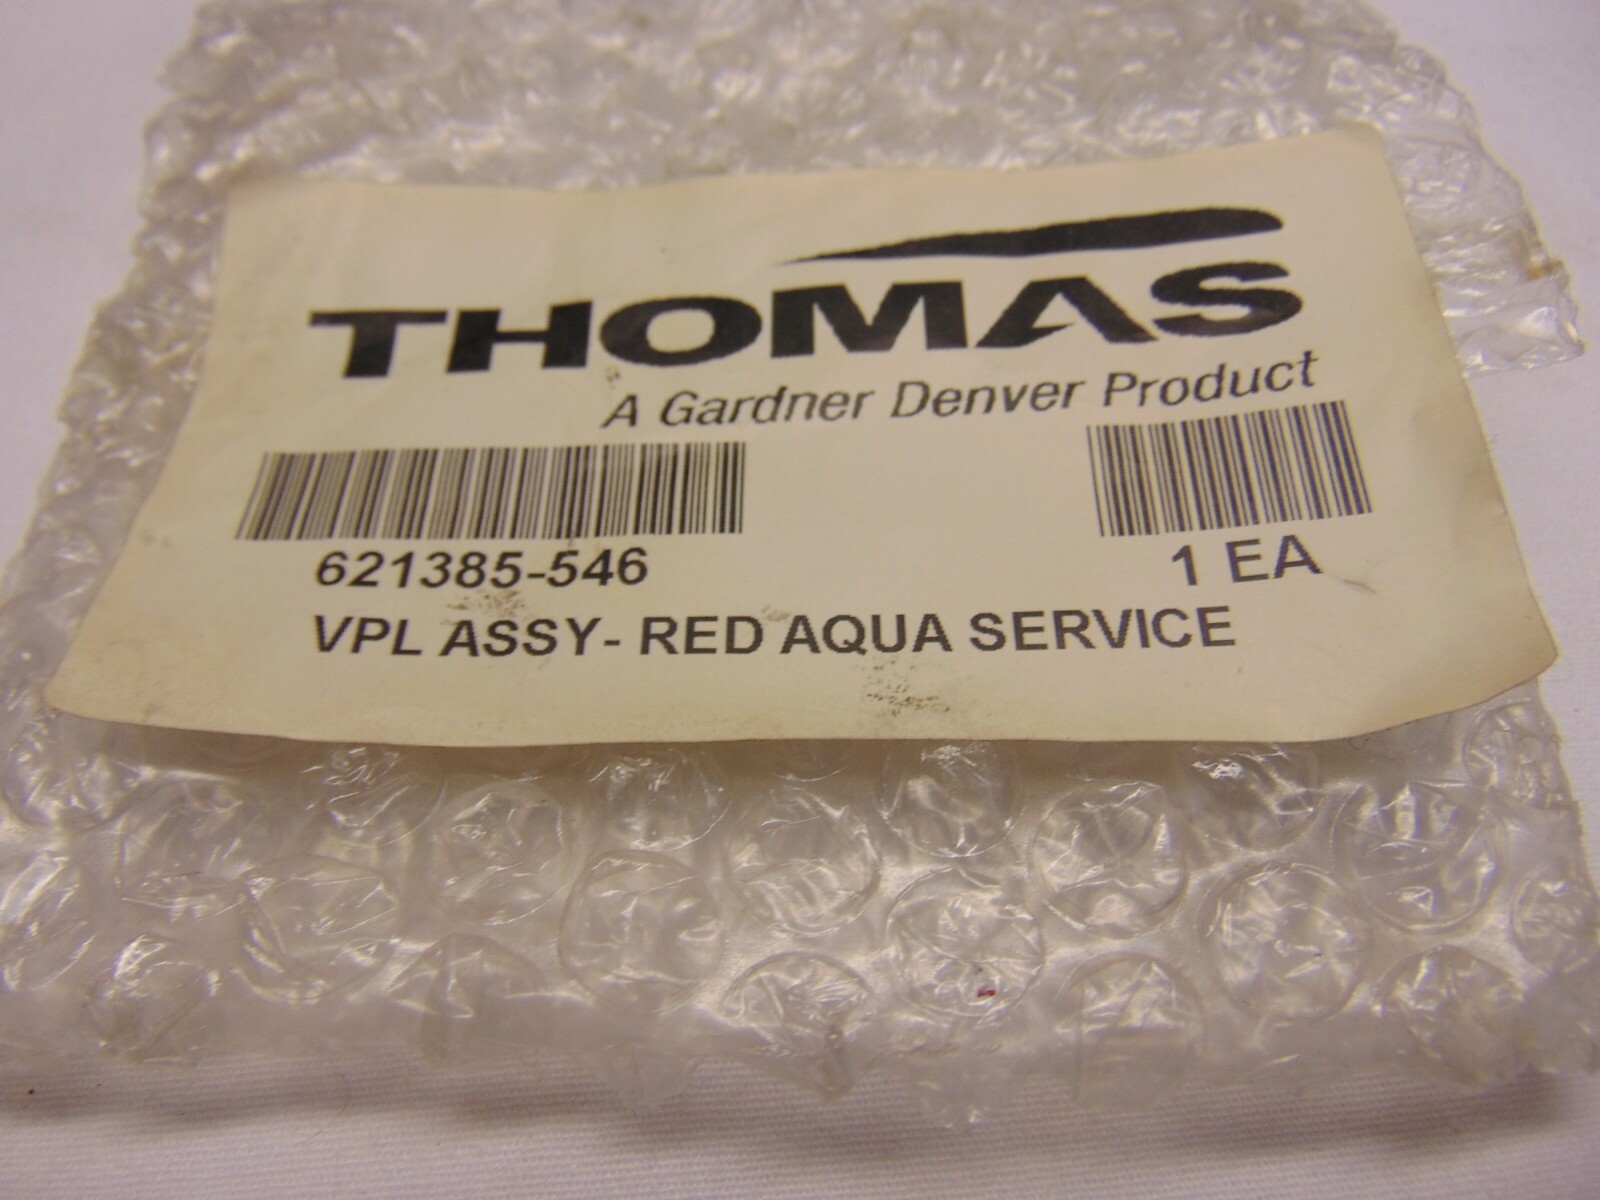 THOMAS
A Gardner Denver Product
621385-546
1 EA
VPL ASSY- RED AQUA SERVICE